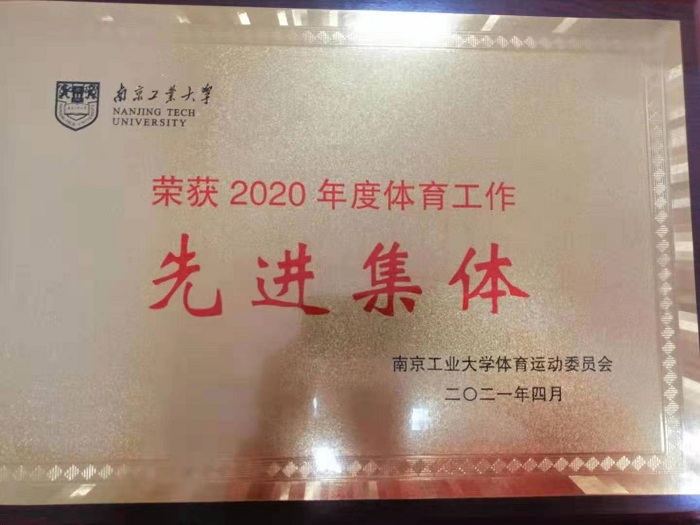 南京工业大学
NANJING TECH
UNIVERSITY
荣获 2020 年度体育工作
先进集体
南京工业大学体育运动委员会
二〇二一年四月